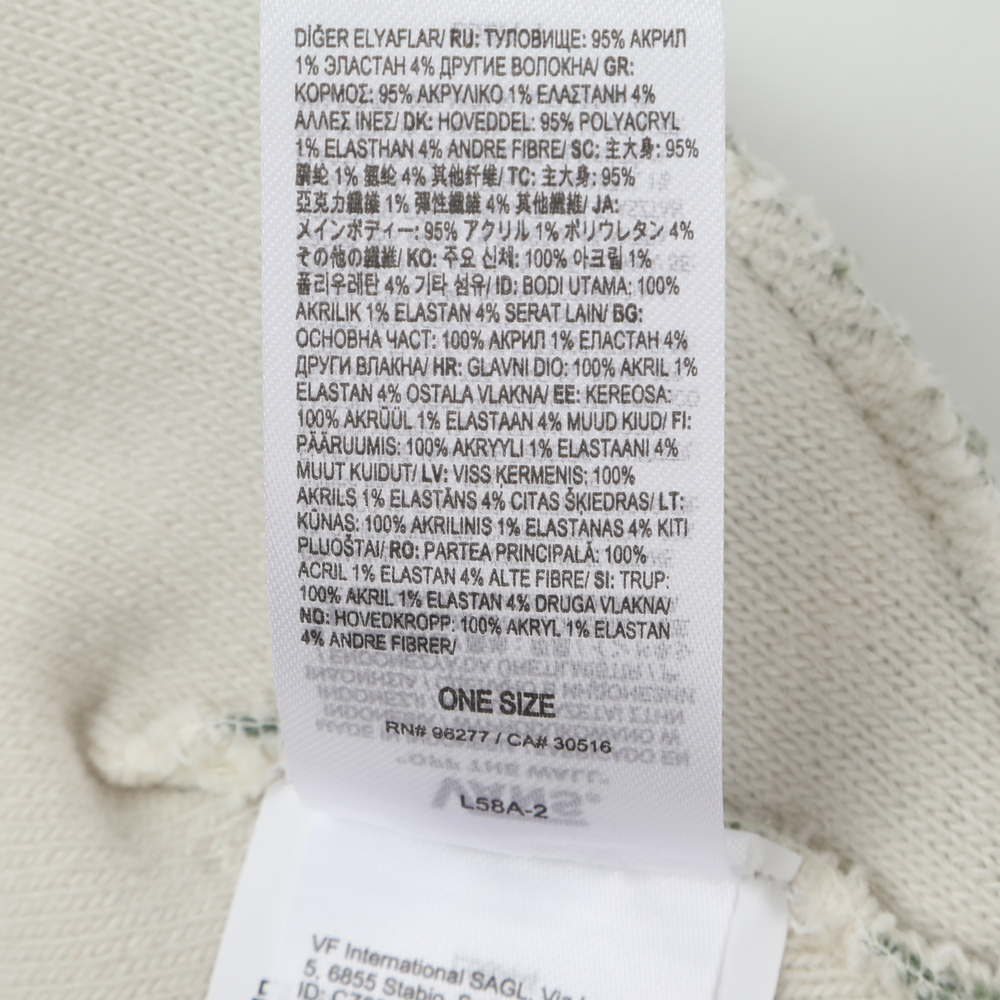 DİĞER ELYAFLAR/ RU: ТУЛОВИЩЕ: 95% АКРИЛ
1% ЭЛАСТАН 4% ДРУГИЕ ВОЛОКНА/ GR:
ΚΟΡΜΟΣ: 95% ΑΚΡΥΛΙΚΟ 1% ΕΛΑΣΤΑΝΗ 4%
ΑΛΛΕΣ ΙΝΕΣ/ DK: HOVEDDEL: 95% POLYACRYL
1% ELASTHAN 4% ANDRE FIBRE/ SC: 主大身: 95%
腈纶 1% 氨纶 4% 其他纤维/ TC: 主大身: 95%
亞克力纖維 1% 彈性纖維 4% 其他纖維/ JA:
メインボディー: 95% アクリル 1% ポリウレタン 4%
その他の繊維/ KO: 주요 신체: 100% 아크릴 1%
폴리우레탄 4% 기타 섬유/ ID: BODI UTAMA: 100%
AKRILIK 1% ELASTAN 4% SERAT LAIN/ BG:
ОСНОВНА ЧАСТ: 100% АКРИЛ 1% ЕЛАСТАН 4%
ДРУГИ ВЛАКНА/ HR: GLAVNI DIO: 100% AKRIL 1%
ELASTAN 4% OSTALA VLAKNA/ EE: KEREOSA:
100% AKRÜÜL 1% ELASTAAN 4% MUUD KIUD/ FI:
PÄÄRUUMIS: 100% AKRYYLI 1% ELASTAANI 4%
MUUT KUIDUT/ LV: VISS ĶERMENIS: 100%
AKRILS 1% ELASTĀNS 4% CITAS ŠĶIEDRAS/ LT:
KŪNAS: 100% AKRILINIS 1% ELASTANAS 4% KITI
PLUOŠTAI/ RO: PARTEA PRINCIPALĂ: 100%
ACRIL 1% ELASTAN 4% ALTE FIBRE/ SI: TRUP:
100% AKRIL 1% ELASTAN 4% DRUGA VLAKNA/
NO: HOVEDKROPP: 100% AKRYL 1% ELASTAN
4% ANDRE FIBRER/
ONE SIZE
RN# 96277 / CA# 30516
L58A-2
VF International SAGL, Via
5, 6855 Stabio,
ID: